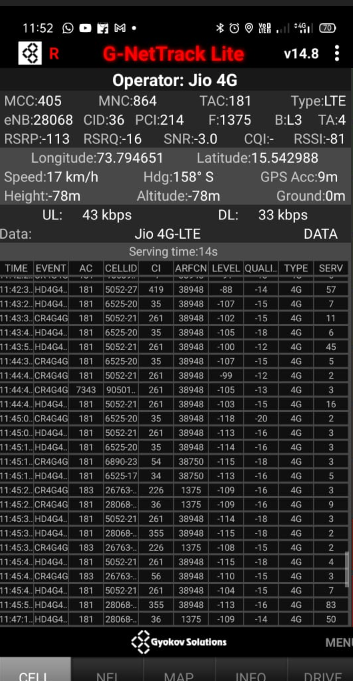 11:52
R G-NetTrack Lite v14.8
Operator: Jio 4G
MCC:405 MNC:864 TAC:181 Type:LTE
eNB:28068 CID:36 PCI:214 F:1375 B:L3 TA:4
RSRP:-113 RSRQ:-16 SNR:-3.0 CQI:- RSSI:-81
Longitude:73.794651 Latitude:15.542988
Speed:17 km/h Hdg:158° S GPS Acc:9m
Height:-78m Altitude:-78m Ground:0m
UL: 43 kbps DL: 33 kbps
Data: Jio 4G-LTE DATA
Serving time:14s
TIME EVENT AC CELLID CI ARFCN LEVEL QUALI.. TYPE SERV
11:42:3.. HD4G4.. 181 5052-27 419 38948 -88 -14 4G 57
11:43:2.. HD4G4.. 181 6525-20 35 38948 -107 -15 4G 7
11:43:3.. CR4G4G 181 5052-21 261 38948 -102 -15 4G 11
11:43:4.. CR4G4G 181 6525-20 35 38948 -105 -18 4G 6
11:43:5.. HD4G4.. 181 5052-21 261 38948 -100 -12 4G 45
11:44:3.. CR4G4G 181 6525-20 35 38948 -107 -15 4G 5
11:44:4.. CR4G4G 181 5052-21 261 38948 -99 -12 4G 2
11:44:4.. CR4G4G 7343 90501.. 261 38948 -105 -13 4G 3
11:44:4.. HD4G4.. 181 5052-21 261 38948 -103 -15 4G 16
11:45:0.. CR4G4G 181 6525-20 35 38948 -118 -20 4G 2
11:45:0.. HD4G4.. 181 5052-21 261 38948 -113 -16 4G 3
11:45:1.. HD4G4.. 181 6525-20 35 38948 -114 -16 4G 3
11:45:1.. CR4G4G 181 6890-23 54 38750 -115 -18 4G 3
11:45:1.. HD4G4.. 181 6525-17 34 38750 -113 -16 4G 5
11:45:2.. CR4G4G 183 26763-.. 226 1375 -109 -16 4G 3
11:45:2.. CR4G4G 181 28068-.. 36 1375 -109 -16 4G 9
11:45:3.. HD4G4.. 181 5052-21 261 38948 -114 -18 4G 3
11:45:3.. HD4G4.. 181 28068-.. 355 38948 -115 -18 4G 2
11:45:3.. CR4G4G 183 26763-.. 226 1375 -108 -15 4G 2
11:45:4.. HD4G4.. 181 5052-21 261 38948 -115 -18 4G 4
11:45:4.. CR4G4G 183 26763-.. 56 38948 -110 -15 4G 3
11:45:4.. HD4G4.. 181 5052-21 261 38948 -104 -15 4G 7
11:45:5.. HD4G4.. 181 28068-.. 355 38948 -113 -16 4G 83
11:47:1.. HD4G4.. 181 28068-.. 36 1375 -109 -14 4G 50
Gyokov Solutions MENU
CELL NEI MAP INFO DRIVE